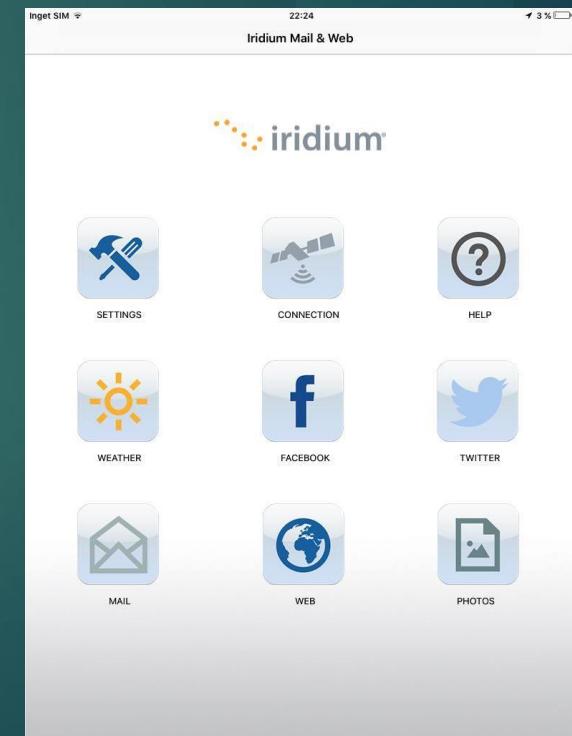 Inget SIM 22:24 3 %
Iridium Mail & Web
iridium
SETTINGS CONNECTION HELP
WEATHER FACEBOOK TWITTER
MAIL WEB PHOTOS